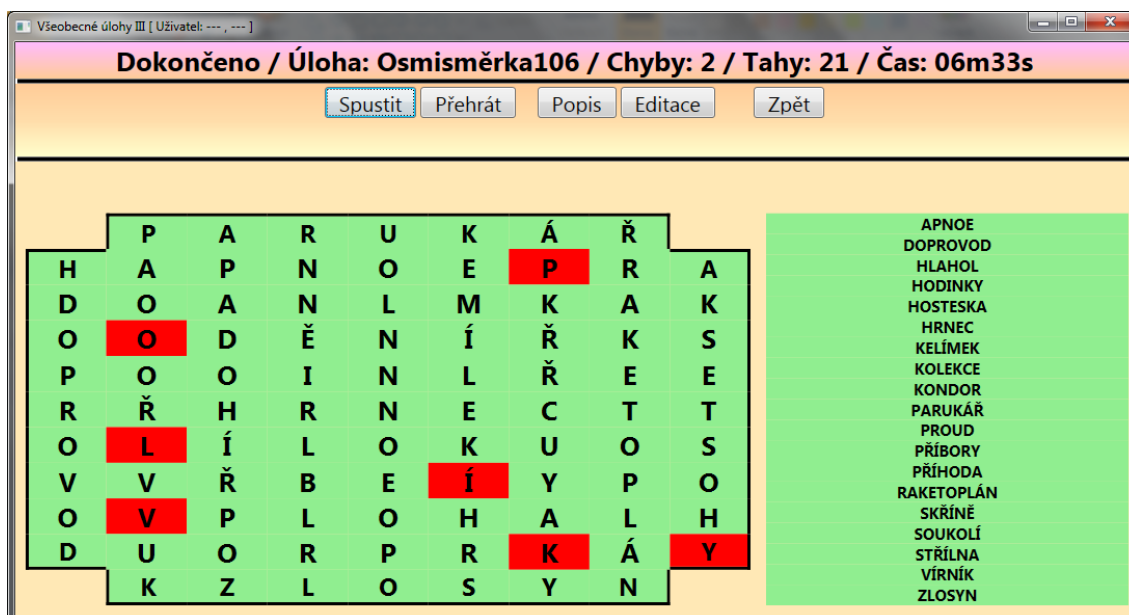 Všeobecné úlohy III [ Uživatel: --- , --- ]
Dokončeno / Úloha: Osmisměrka106 / Chyby: 2 / Tahy: 21 / Čas: 06m33s
Spustit Přehrát Popis Editace Zpět
P A R U K Á Ř
H A P N O E P R A
D O A N L M K A K
O O D Ě N Í Ř K S
P O O I N L Ř E E
R Ř H R N E C T T
O L Í L O K U O S
V V Ř B E Í Y P O
O V P L O H A L H
D U O R P R K Á Y
K Z L O S Y N
APNOE
DOPROVOD
HLAHOL
HODINKY
HOSTESKA
HRNEC
KELÍMEK
KOLEKCE
KONDOR
PARUKÁŘ
PROUD
PŘÍBORY
PŘÍHODA
RAKETOPLÁN
SKŘÍNĚ
SOUKOLÍ
STŘÍLNA
VÍRNÍK
ZLOSYN